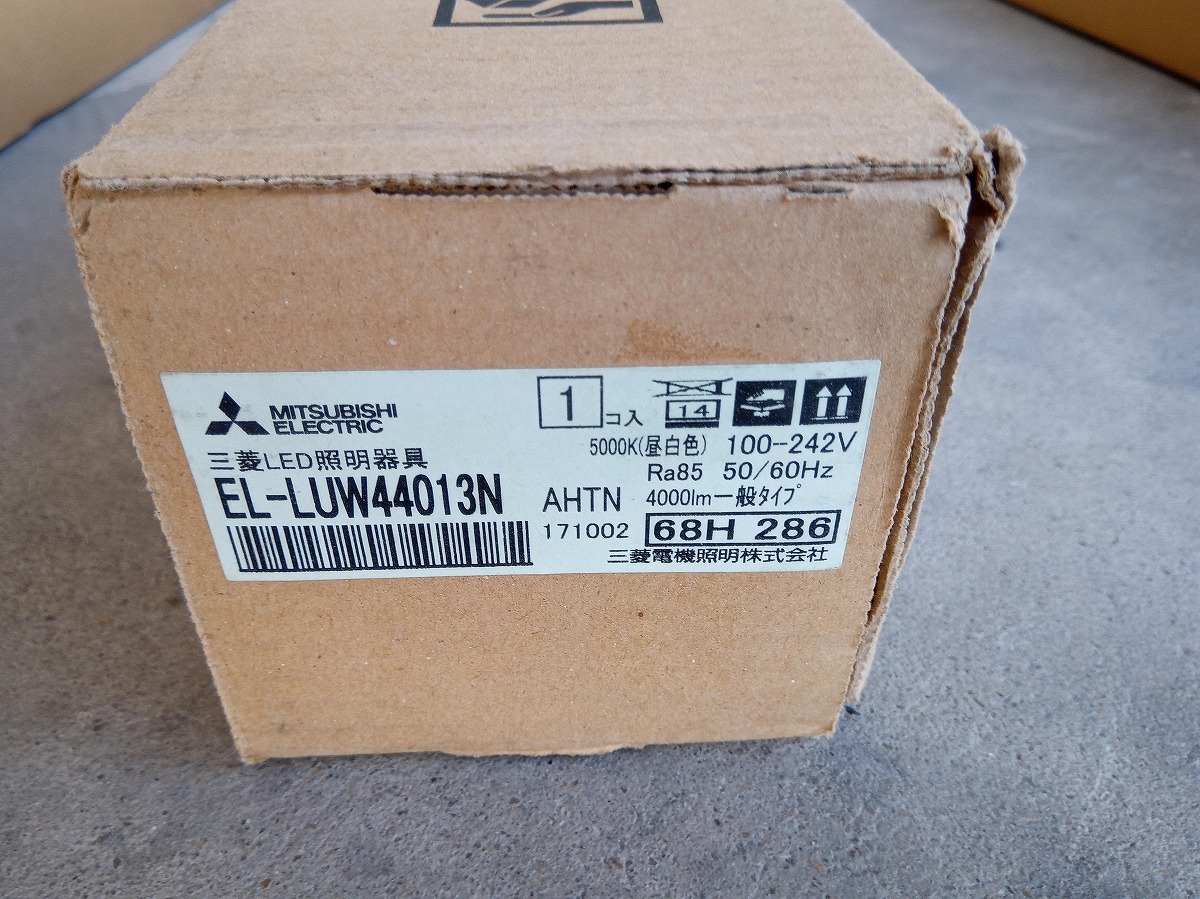 MITSUBISHI
ELECTRIC
三菱LED照明器具
EL-LUW44013N
1 コ入
14
5000K(昼白色) 100-242V
Ra85 50/60Hz
AHTN 4000lm一般タイプ
171002 68H 286
三菱電機照明株式会社